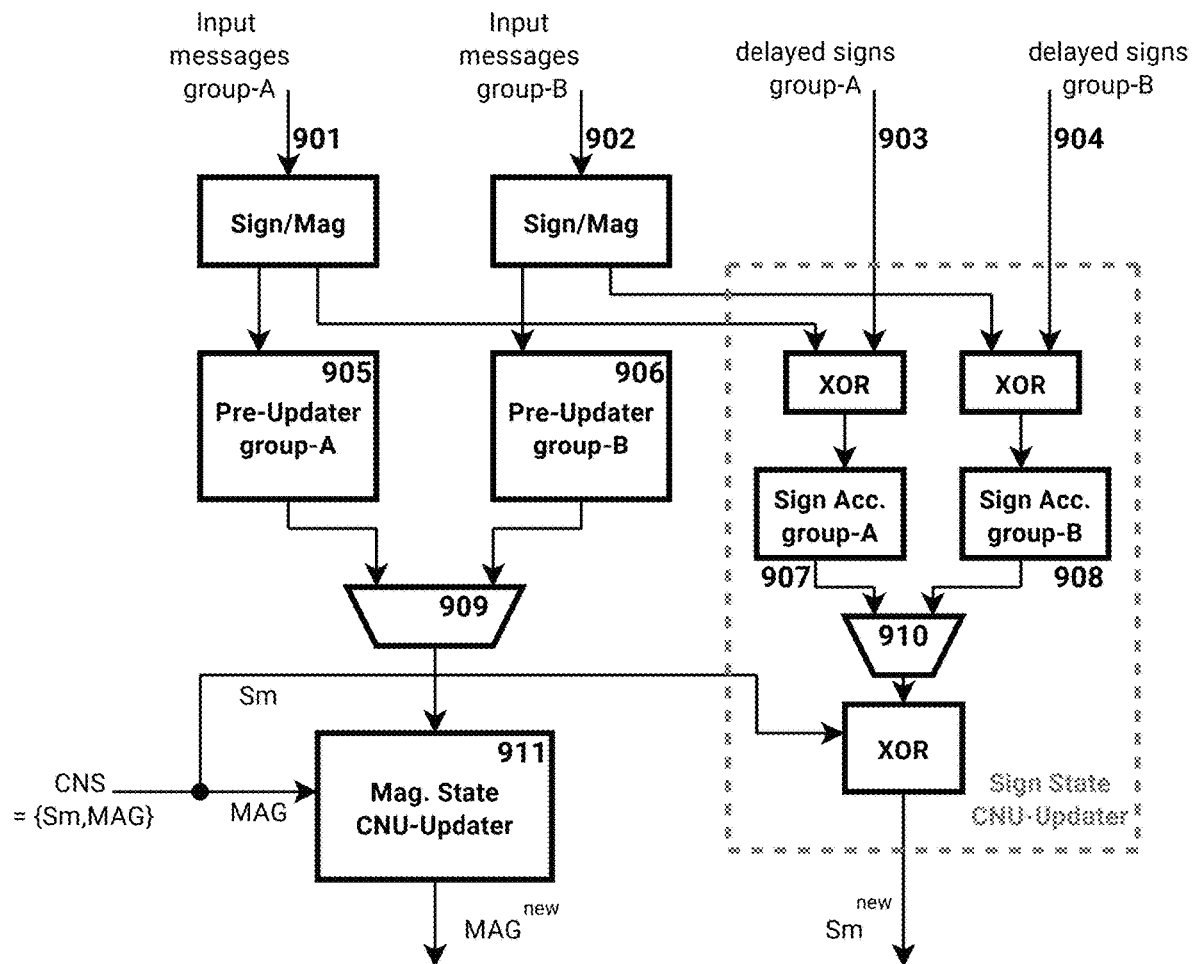 Input
messages
group-A
Input
messages
group-B
delayed signs
group-A
delayed signs
group-B
901
902
903
904
Sign/Mag
Sign/Mag
905
Pre-Updater
group-A
906
Pre-Updater
group-B
XOR
XOR
Sign Acc.
group-A
Sign Acc.
group-B
907
908
909
910
Sm
911
Mag. State
CNU-Updater
XOR
CNS
= {Sm,MAG}
MAG
Sign State
CNU-Updater
MAG new
Sm new